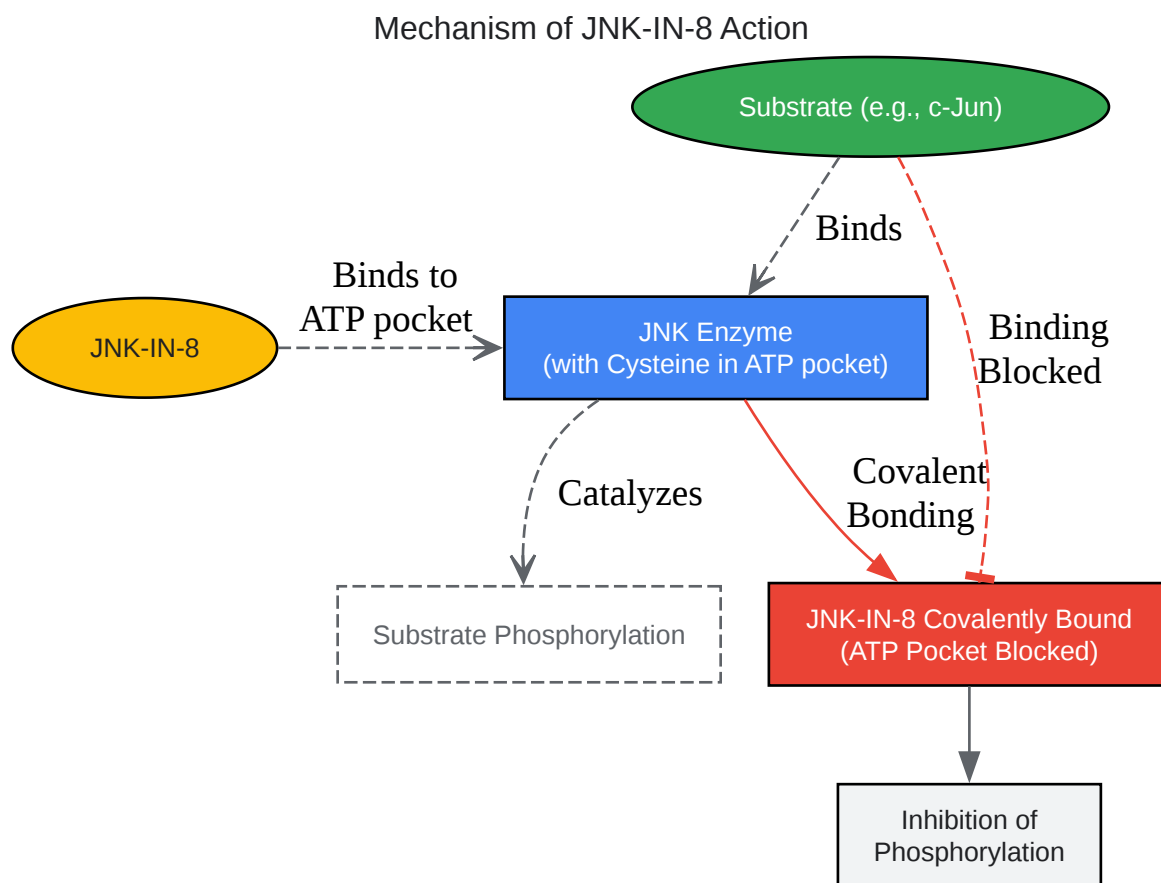 Mechanism of JNK-IN-8 Action
Substrate (e.g., c-Jun)
Binds
Binds to
ATP pocket
JNK-IN-8
JNK Enzyme
(with Cysteine in ATP pocket)
Binding
Blocked
Catalyzes
Covalent
Bonding
Substrate Phosphorylation
JNK-IN-8 Covalently Bound
(ATP Pocket Blocked)
Inhibition of
Phosphorylation